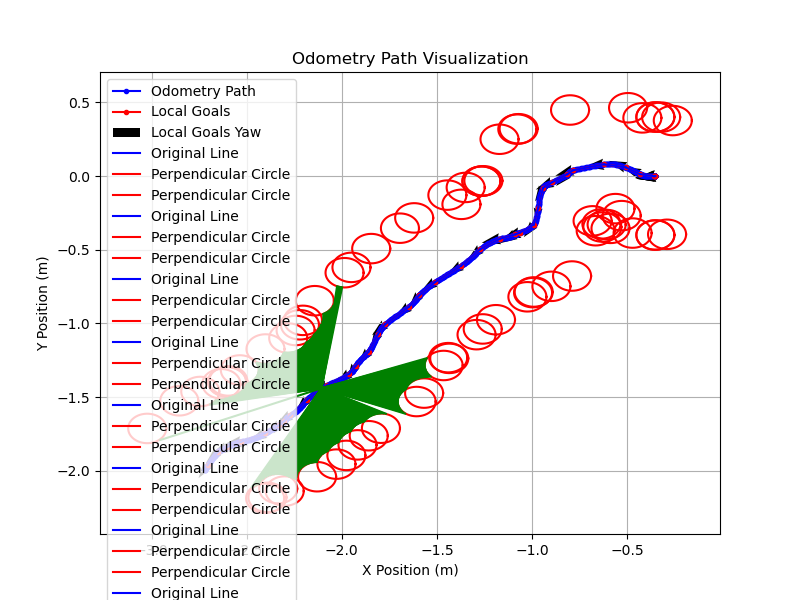 Odometry Path Visualization
Y Position (m)
0.5
0.0
−0.5
−1.0
−1.5
−2.0
Odometry Path
Local Goals
Local Goals Yaw
Original Line
Perpendicular Circle
Perpendicular Circle
Original Line
Perpendicular Circle
Perpendicular Circle
Original Line
Perpendicular Circle
Perpendicular Circle
Original Line
Perpendicular Circle
Perpendicular Circle
Original Line
Perpendicular Circle
Perpendicular Circle
Original Line
Perpendicular Circle
Perpendicular Circle
Original Line
Perpendicular Circle
Perpendicular Circle
Original Line
−2.0 −1.5 −1.0 −0.5
X Position (m)